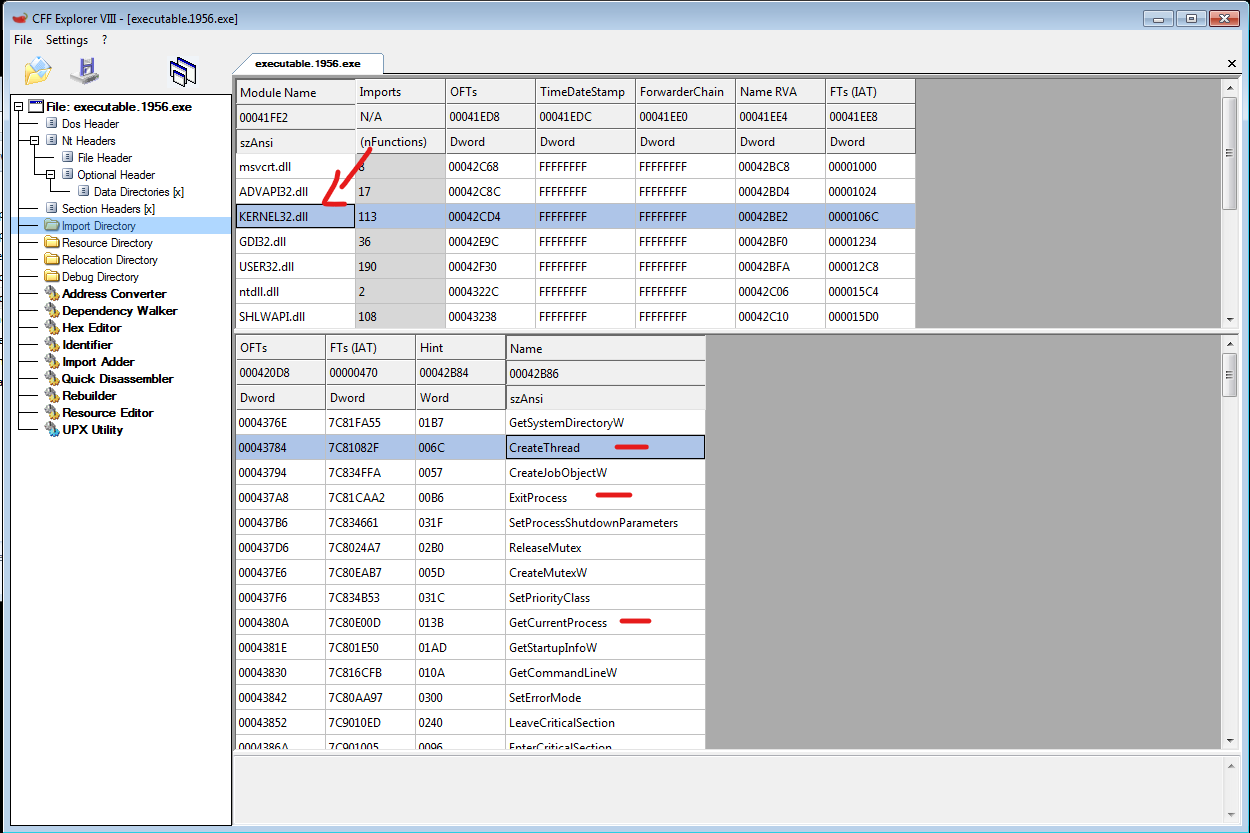 CFF Explorer VIII - [executable.1956.exe]
File Settings ?
executable.1956.exe
File: executable.1956.exe
Dos Header
Nt Headers
File Header
Optional Header
Data Directories [x]
Section Headers [x]
Import Directory
Resource Directory
Relocation Directory
Debug Directory
Address Converter
Dependency Walker
Hex Editor
Identifier
Import Adder
Quick Disassembler
Rebuilder
Resource Editor
UPX Utility
Module Name Imports OFTs TimeDateStamp ForwarderChain Name RVA FTs (IAT)
00041FE2 N/A 00041ED8 00041EDC 00041EE0 00041EE4 00041EE8
szAnsi (nFunctions) Dword Dword Dword Dword Dword
msvcrt.dll 00042C68 FFFFFFFF FFFFFFFF 00042BC8 00001000
ADVAPI32.dll 17 00042C8C FFFFFFFF FFFFFFFF 00042BD4 00001024
KERNEL32.dll 113 00042CD4 FFFFFFFF FFFFFFFF 00042BE2 0000106C
GDI32.dll 36 00042E9C FFFFFFFF FFFFFFFF 00042BF0 00001234
USER32.dll 190 00042F30 FFFFFFFF FFFFFFFF 00042BFA 000012C8
ntdll.dll 2 0004322C FFFFFFFF FFFFFFFF 00042C06 000015C4
SHLWAPI.dll 108 00043238 FFFFFFFF FFFFFFFF 00042C10 000015D0
OFTs FTs (IAT) Hint Name
000420D8 00000470 00042B84 00042B86
Dword Dword Word szAnsi
0004376E 7C81FA55 01B7 GetSystemDirectoryW
00043784 7C81082F 006C CreateThread
00043794 7C834FFA 0057 CreateJobObjectW
000437A8 7C81CAA2 00B6 ExitProcess
000437B6 7C834661 031F SetProcessShutdownParameters
000437D6 7C8024A7 02B0 ReleaseMutex
000437E6 7C80EAB7 005D CreateMutexW
000437F6 7C834B53 031C SetPriorityClass
0004380A 7C80E00D 013B GetCurrentProcess
0004381E 7C801E50 01AD GetStartupInfoW
00043830 7C816CFB 010A GetCommandLineW
00043842 7C80AA97 0300 SetErrorMode
00043852 7C9010ED 0240 LeaveCriticalSection
0004386A 7C901005 0096 EnterCriticalSection